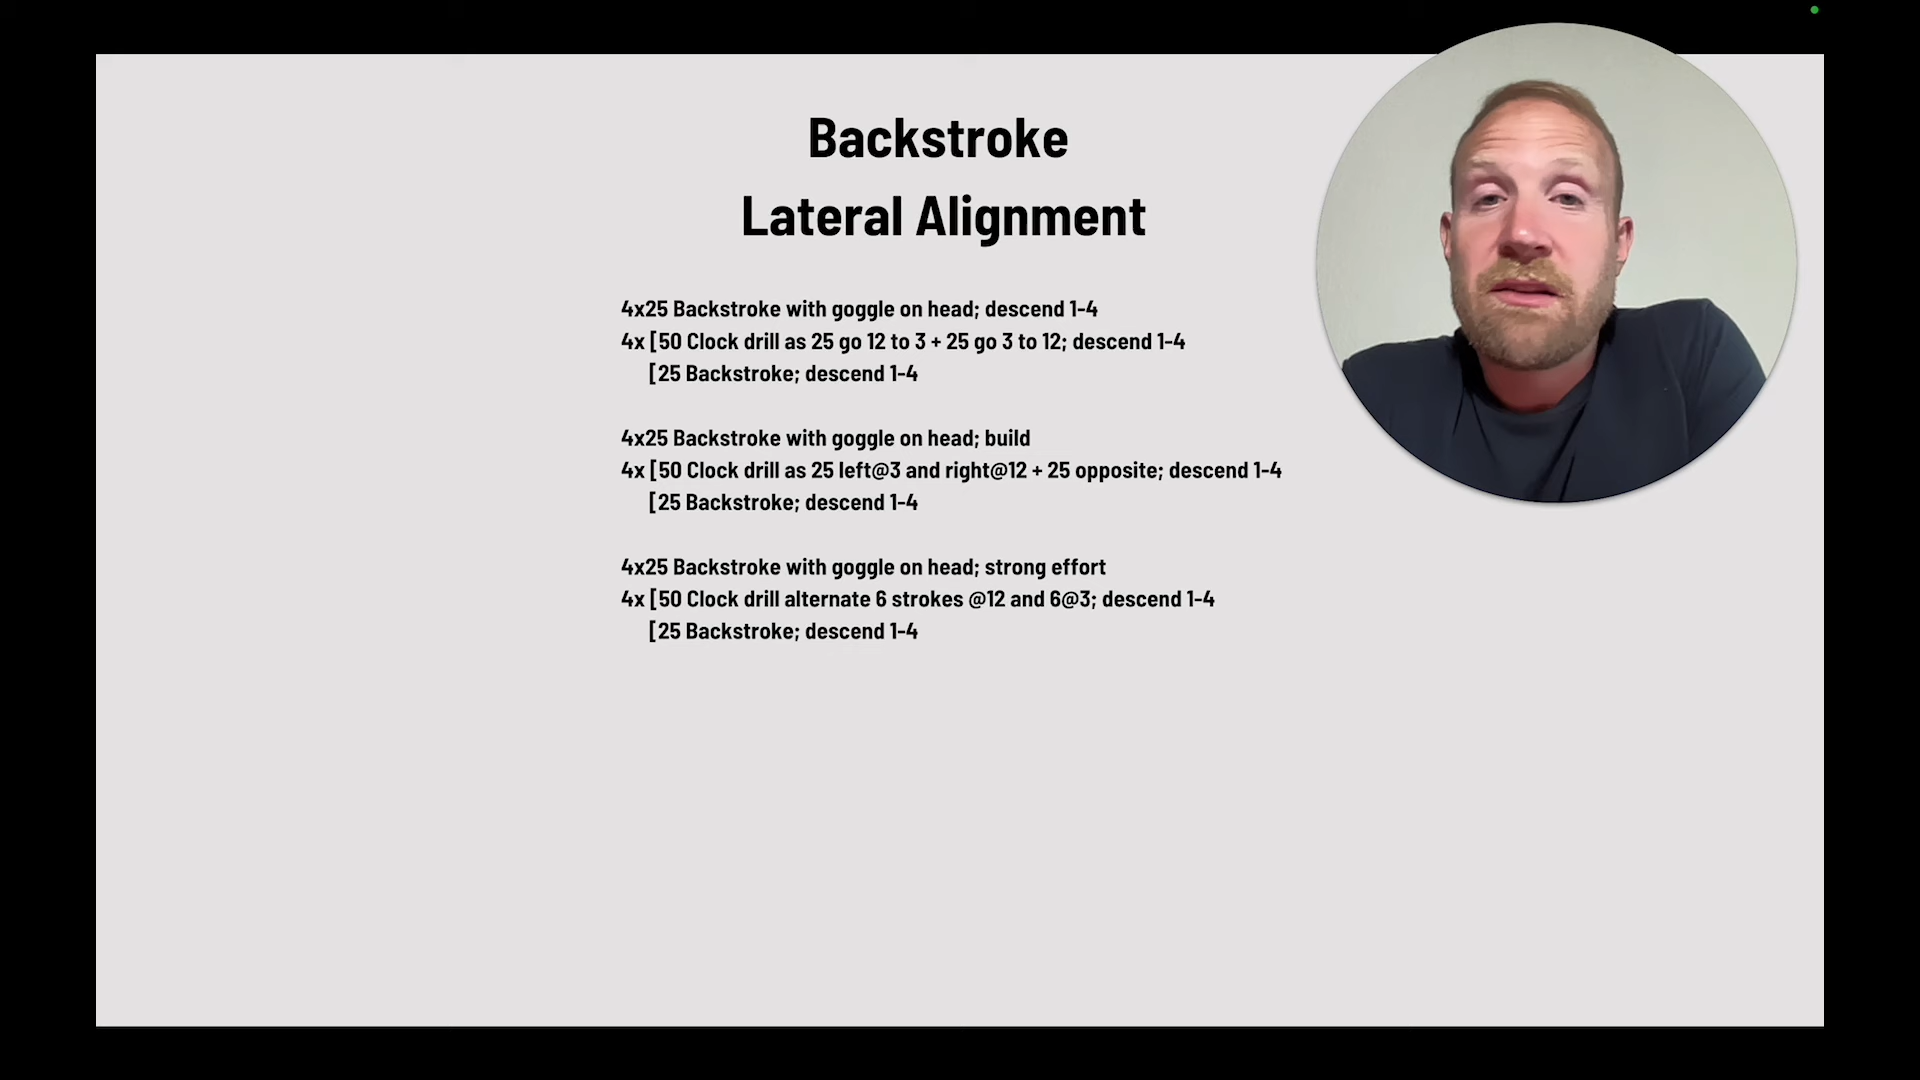 Backstroke
Lateral Alignment
4x25 Backstroke with goggle on head; descend 1-4
4x [50 Clock drill as 25 go 12 to 3 + 25 go 3 to 12; descend 1-4
[25 Backstroke; descend 1-4
4x25 Backstroke with goggle on head; build
4x [50 Clock drill as 25 left@3 and right@12 + 25 opposite; descend 1-4
[25 Backstroke; descend 1-4
4x25 Backstroke with goggle on head; strong effort
4x [50 Clock drill alternate 6 strokes @12 and 6@3; descend 1-4
[25 Backstroke; descend 1-4